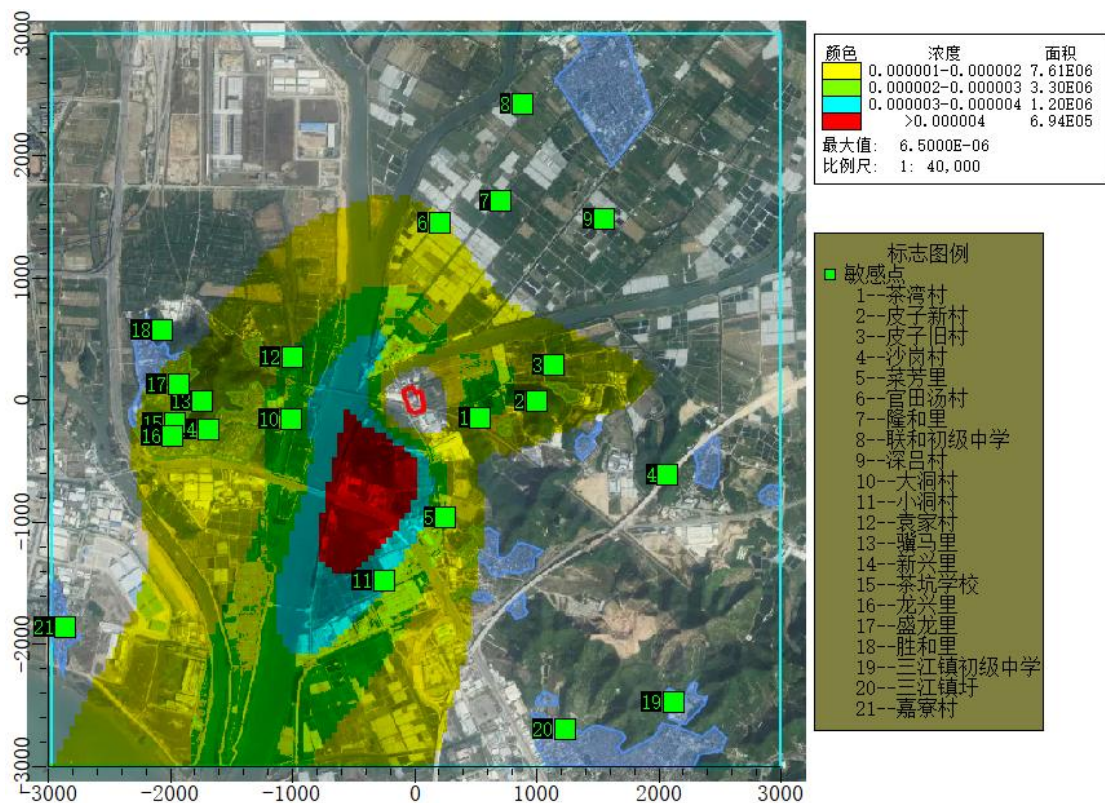 颜色 浓度 面积
0.000001-0.000002 7.61E06
0.000002-0.000003 3.30E06
0.000003-0.000004 1.20E06
>0.000004 6.94E05
最大值: 6.5000E-06
比例尺: 1: 40,000
标志图例
敏感点
1--茶湾村
2--皮子新村
3--皮子旧村
4--沙岗村
5--菜芳里
6--官田汤村
7--隆和里
8--联和初级中学
9--深吕村
10--大洞村
11--小洞村
12--袁家村
13--骥马里
14--新兴里
15--茶坑学校
16--龙兴里
17--盛龙里
18--胜和里
19--三江镇初级中学
20--三江镇圩
21--嘉寮村
3000
2000
1000
0
-1000
-2000
-3000
-3000 -2000 -1000 0 1000 2000 3000
8
7
9
6
18
12
3
17
13
2
10
1
15
14
16
4
5
11
21
19
20